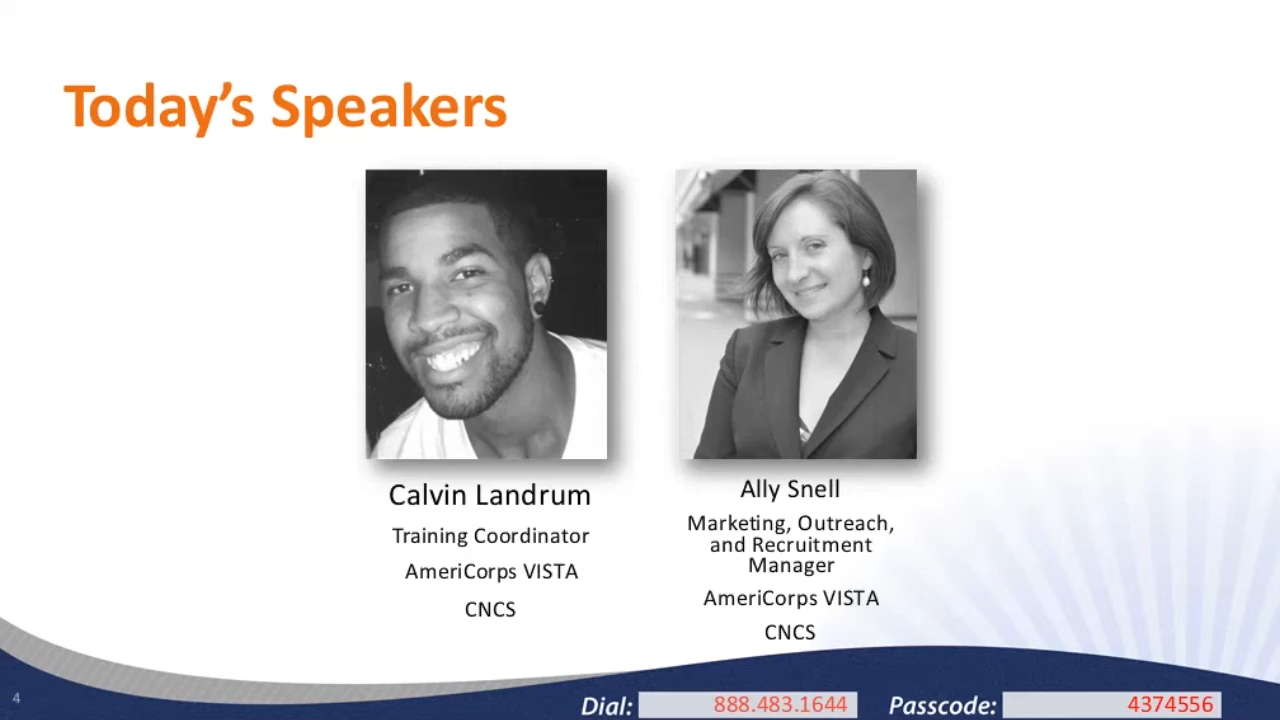 Today's Speakers
Calvin Landrum
Training Coordinator
AmeriCorps VISTA
CNCS
Ally Snell
Marketing, Outreach,
and Recruitment
Manager
AmeriCorps VISTA
CNCS
4
Dial: 888.483.1644 Passcode: 4374556